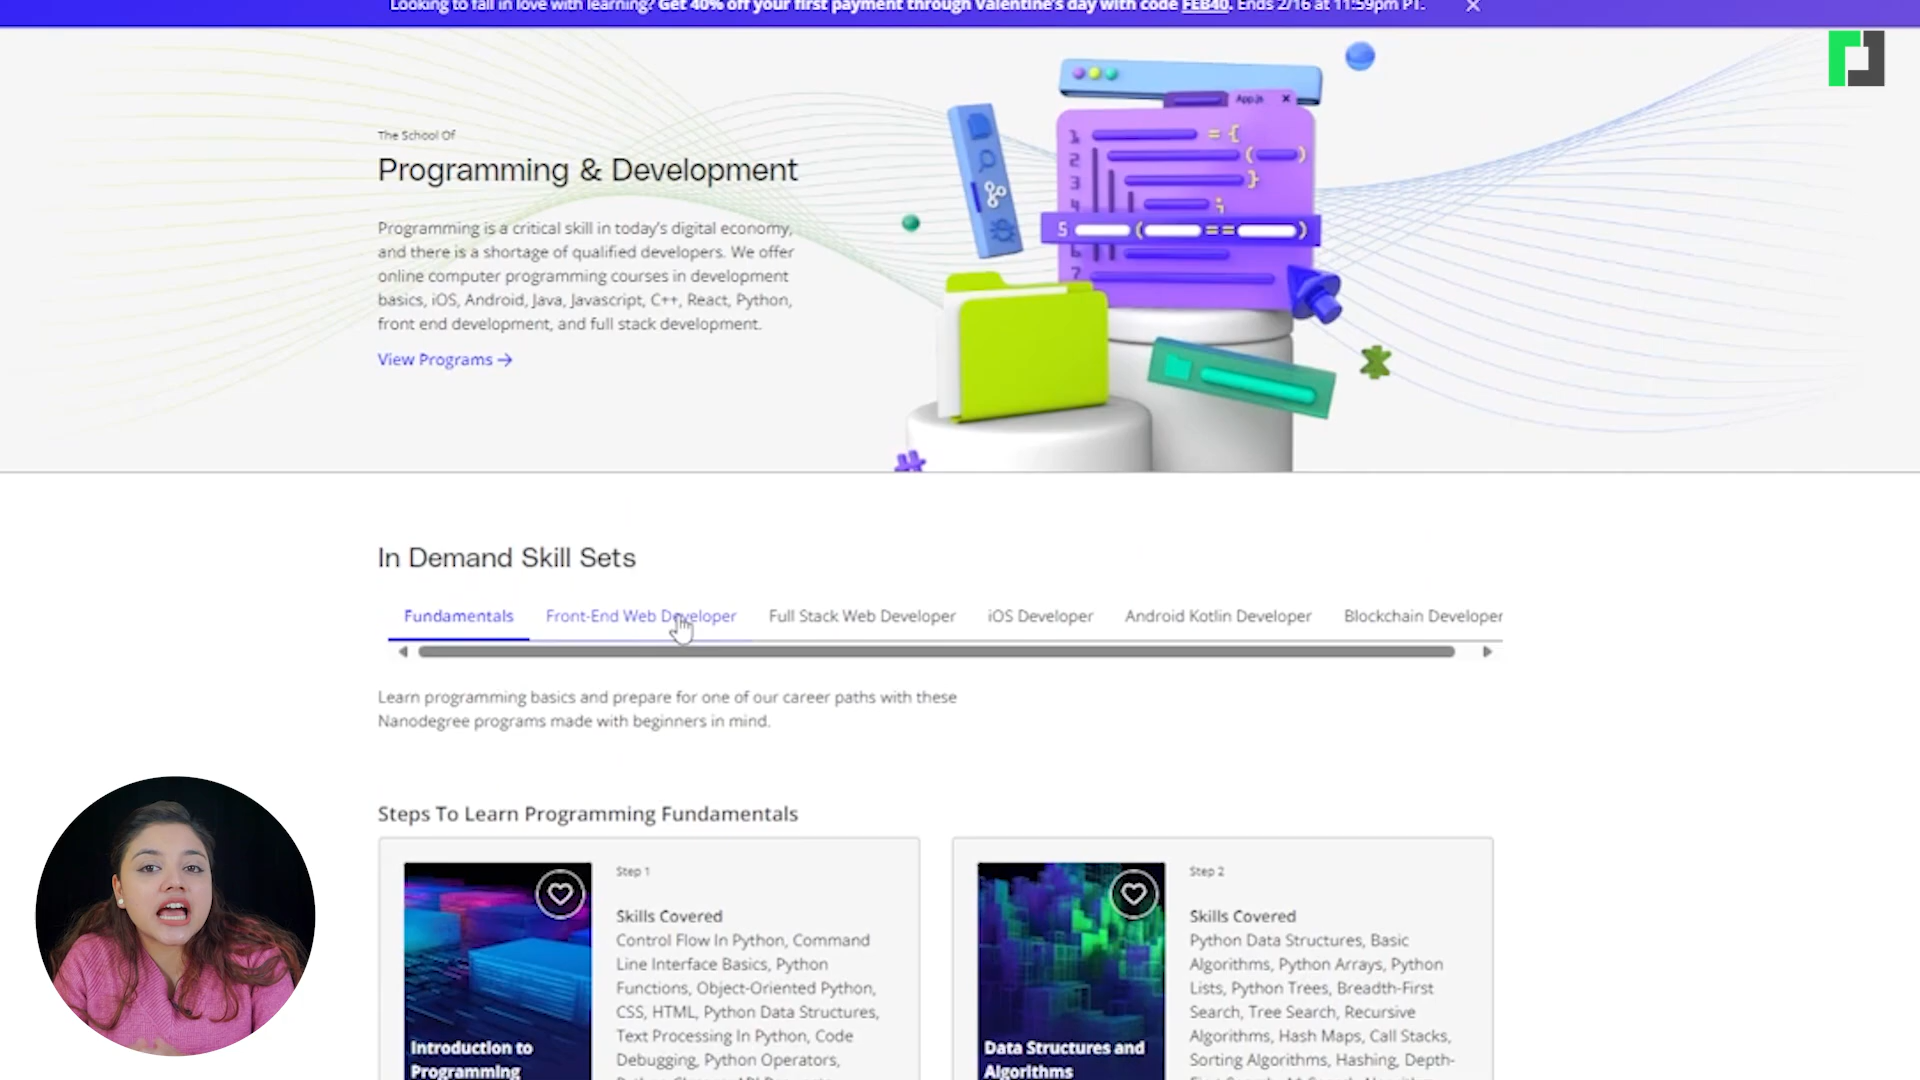 Looking to fall in love with learning? Get 40% off your first payment through Valentine's day with code FEB40. Ends 2/16 at 11:59pm PT.
The School Of
Programming & Development
Programming is a critical skill in today's digital economy,
and there is a shortage of qualified developers. We offer
online computer programming courses in development
basics, iOS, Android, Java, Javascript, C++, React, Python,
front end development, and full stack development.
View Programs →
App.js
1 = {
2 ( )
3 }
4 ;
5 ( == )
6
7
In Demand Skill Sets
Fundamentals Front-End Web Developer Full Stack Web Developer iOS Developer Android Kotlin Developer Blockchain Developer
Learn programming basics and prepare for one of our career paths with these
Nanodegree programs made with beginners in mind.
Steps To Learn Programming Fundamentals
Step 1
Skills Covered
Control Flow In Python, Command
Line Interface Basics, Python
Functions, Object-Oriented Python,
CSS, HTML, Python Data Structures,
Text Processing In Python, Code
Debugging, Python Operators,
Introduction to
Programming
Step 2
Skills Covered
Python Data Structures, Basic
Algorithms, Python Arrays, Python
Lists, Python Trees, Breadth-First
Search, Tree Search, Recursive
Algorithms, Hash Maps, Call Stacks,
Sorting Algorithms, Hashing, Depth-
Data Structures and
Algorithms